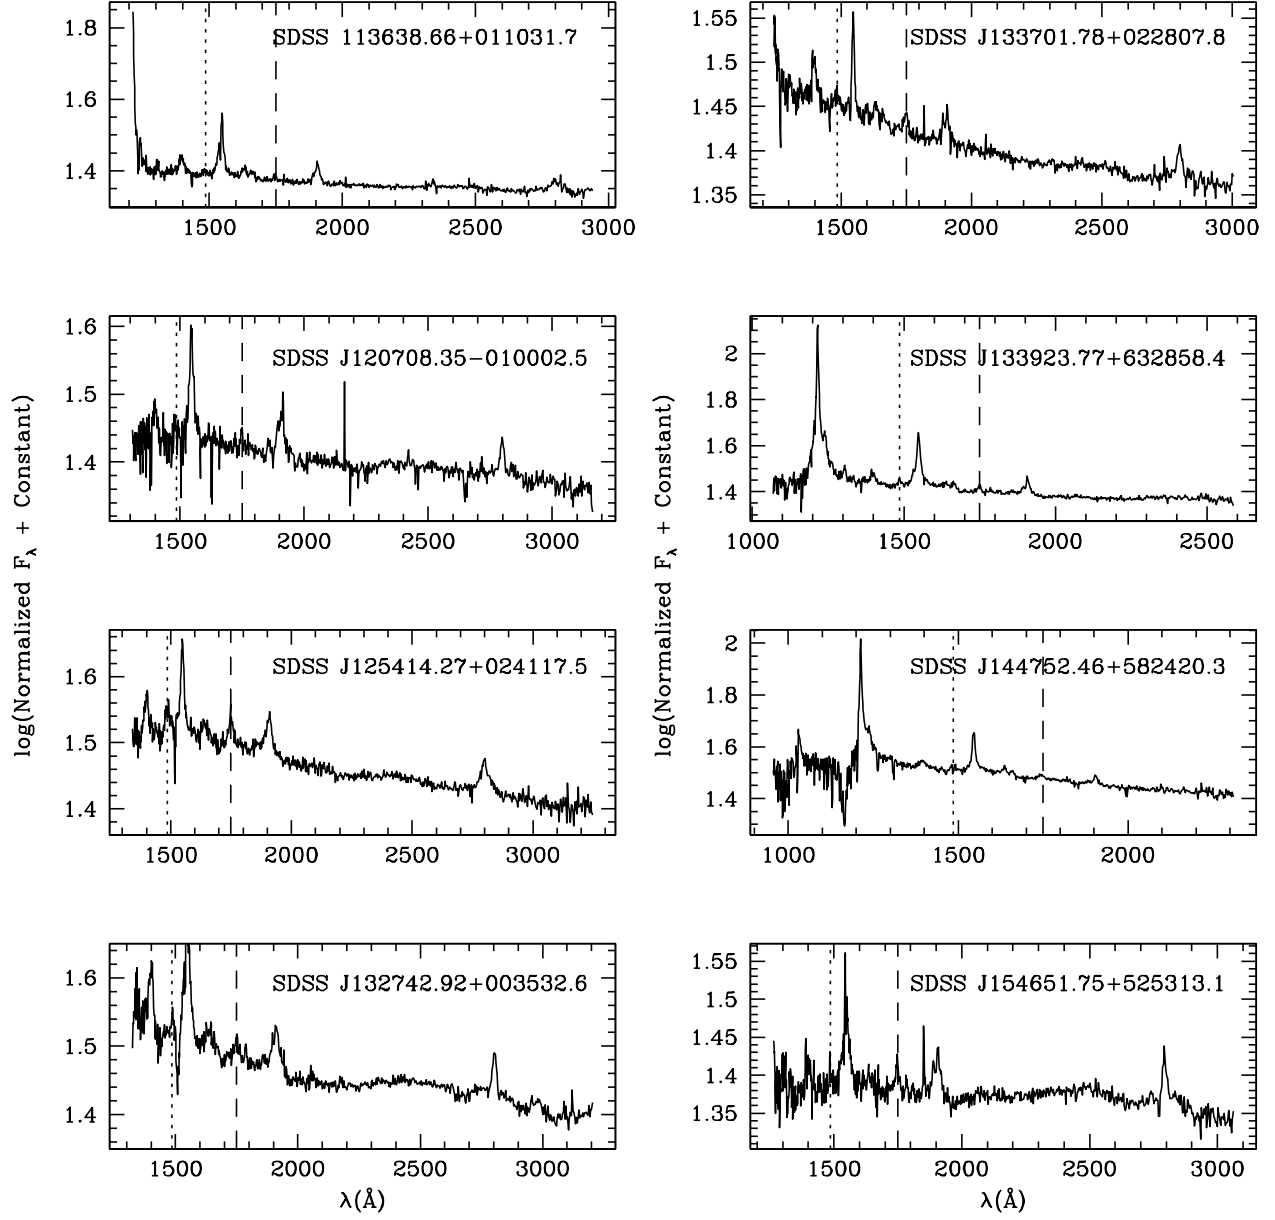 SDSS 113638.66+011031.7
1.8
1.6
1.4
1500 2000 2500 3000
SDSS J133701.78+022807.8
1.55
1.5
1.45
1.4
1.35
1500 2000 2500 3000
SDSS J120708.35−010002.5
1.6
1.5
1.4
1500 2000 2500 3000
SDSS J133923.77+632858.4
2
1.8
1.6
1.4
1000 1500 2000 2500
SDSS J125414.27+024117.5
1.6
1.5
1.4
1500 2000 2500 3000
SDSS J144752.46+582420.3
2
1.8
1.6
1.4
1000 1500 2000
SDSS J132742.92+003532.6
1.6
1.5
1.4
1500 2000 2500 3000
λ(Å)
SDSS J154651.75+525313.1
1.55
1.5
1.45
1.4
1.35
1500 2000 2500 3000
λ(Å)
log(Normalized Fλ + Constant)
log(Normalized Fλ + Constant)